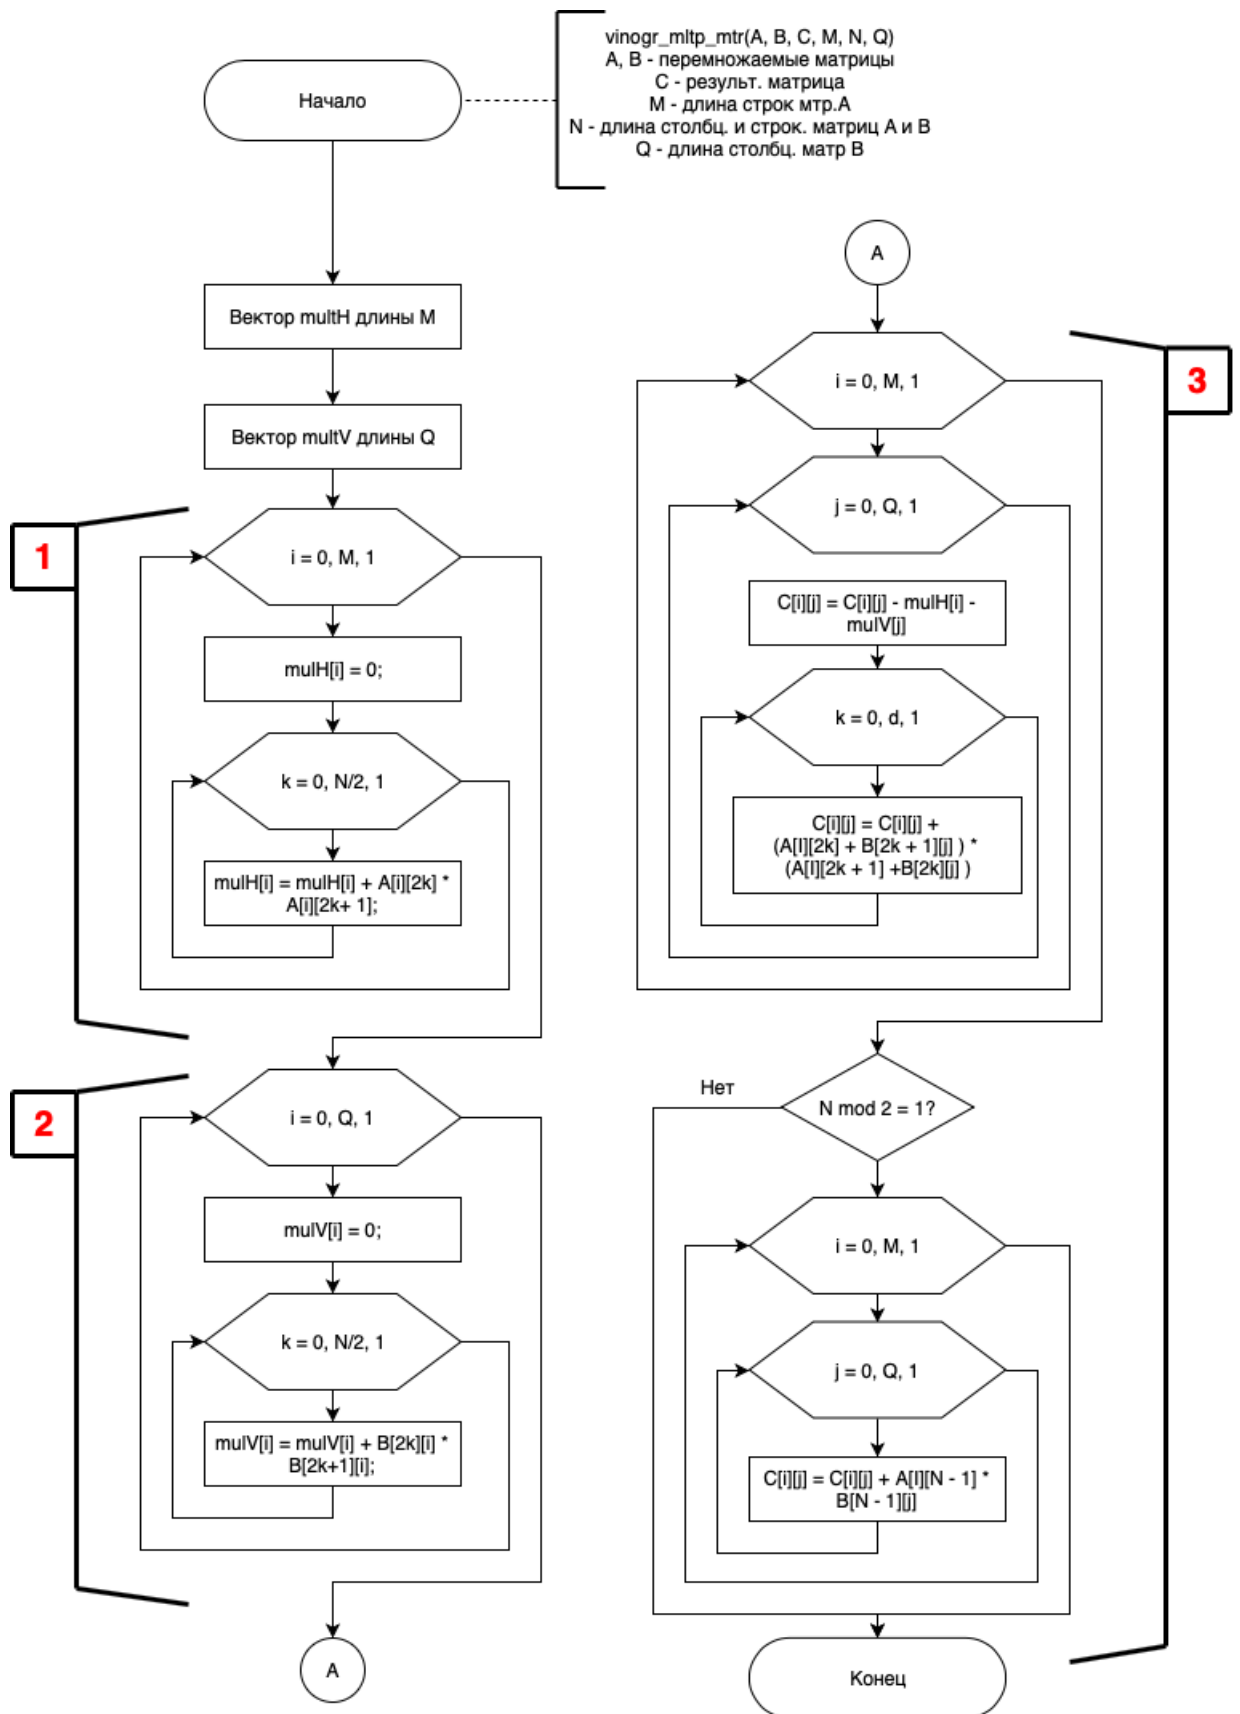 vinogr_mltp_mtr(A, B, C, M, N, Q)
A, B - перемножаемые матрицы
C - результ. матрица
M - длина строк мтр.A
N - длина столбц. и строк. матриц A и B
Q - длина столбц. матр B
Начало
Вектор multH длины M
Вектор multV длины Q
1
i = 0, M, 1
mulH[i] = 0;
k = 0, N/2, 1
mulH[i] = mulH[i] + A[i][2k] *
A[i][2k+ 1];
2
i = 0, Q, 1
mulV[i] = 0;
k = 0, N/2, 1
mulV[i] = mulV[i] + B[2k][i] *
B[2k+1][i];
A
A
3
i = 0, M, 1
j = 0, Q, 1
C[i][j] = C[i][j] - mulH[i] -
mulV[j]
k = 0, d, 1
C[i][j] = C[i][j] +
(A[I][2k] + B[2k + 1][j] ) *
(A[I][2k + 1] +B[2k][j] )
N mod 2 = 1?
Нет
i = 0, M, 1
j = 0, Q, 1
C[i][j] = C[i][j] + A[I][N - 1] *
B[N - 1][j]
Конец